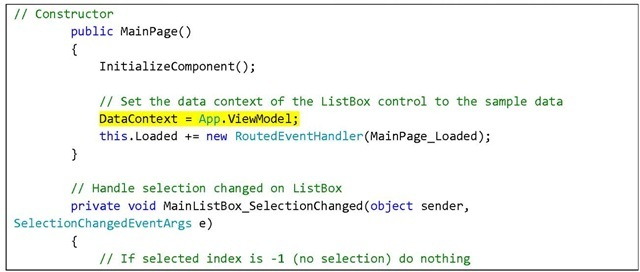 // Constructor
public MainPage()
{
InitializeComponent();
// Set the data context of the ListBox control to the sample data
DataContext = App.ViewModel;
this.Loaded += new RoutedEventHandler(MainPage_Loaded);
}
// Handle selection changed on ListBox
private void MainListBox_SelectionChanged(object sender,
SelectionChangedEventArgs e)
{
// If selected index is -1 (no selection) do nothing